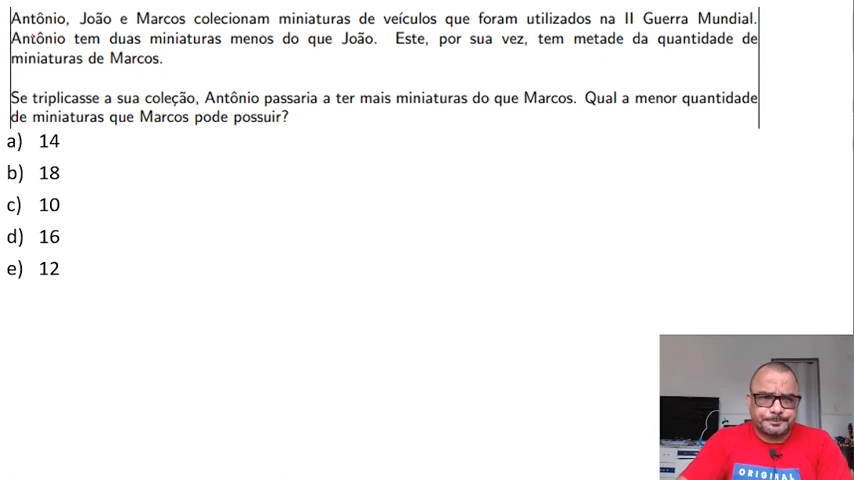 Antônio, João e Marcos colecionam miniaturas de veículos que foram utilizados na II Guerra Mundial.
Antônio tem duas miniaturas menos do que João. Este, por sua vez, tem metade da quantidade de
miniaturas de Marcos.
Se triplicasse a sua coleção, Antônio passaria a ter mais miniaturas do que Marcos. Qual a menor quantidade
de miniaturas que Marcos pode possuir?
a) 14
b) 18
c) 10
d) 16
e) 12
ORIGINAL